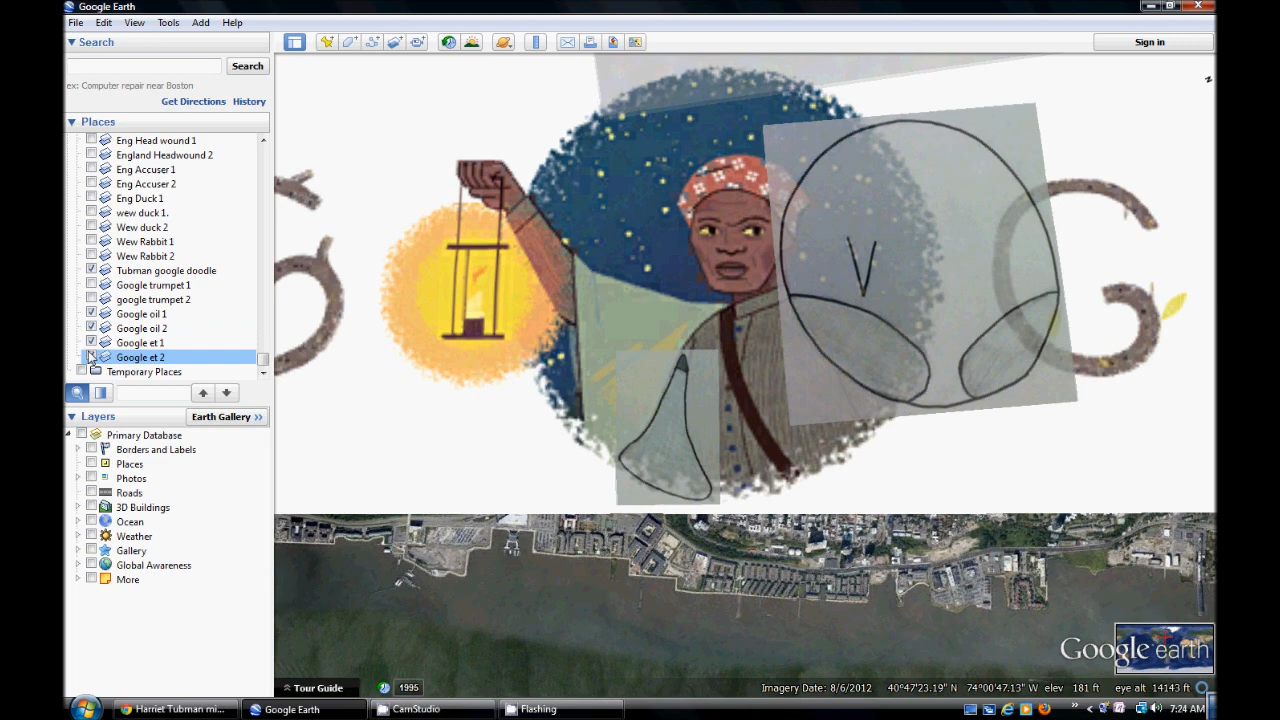 Google Earth
File Edit View Tools Add Help
Search
Sign in
Search
ex: Computer repair near Boston
Get Directions History
Places
Eng Head wound 1
England Headwound 2
Eng Accuser 1
Eng Accuser 2
Eng Duck 1
wew duck 1.
Wew duck 2
Wew Rabbit 1
Wew Rabbit 2
Tubrman google doodle
Google trumpet 1
google trumpet 2
Google oil 1
Google oil 2
Google et 1
Google et 2
Temporary Places
Layers Earth Gallery >>
Primary Database
Borders and Labels
Places
Photos
Roads
3D Buildings
Ocean
Weather
Gallery
Global Awareness
More
V
G
N
Google earth
Tour Guide 1995 Imagery Date: 8/6/2012 40°47'23.19" N 74°00'47.13" W elev 181 ft eye alt 14143 ft
Harriet Tubman mi... Google Earth CamStudio Flashing 7:24 AM